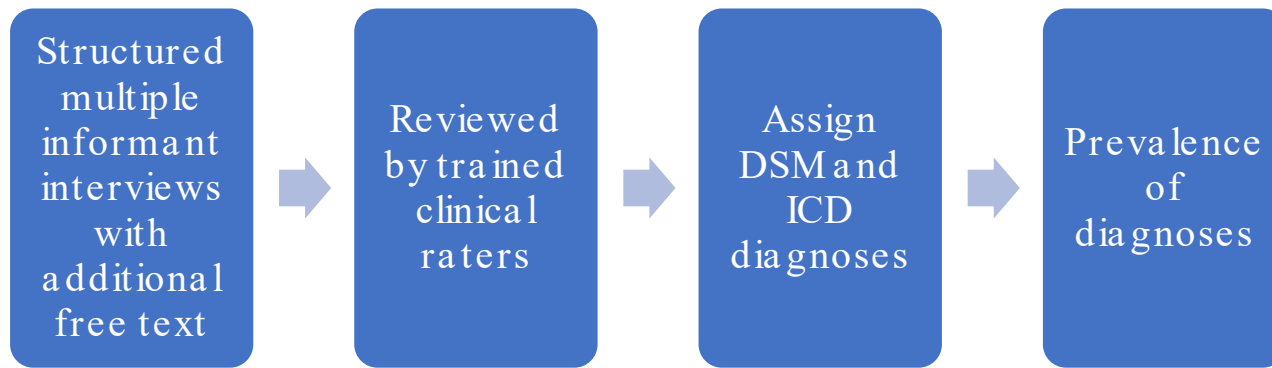 Structured
multiple
informant
interviews
with
additional
free text
Reviewed
by trained
clinical
raters
Assign
DSM and
ICD
diagnoses
Prevalence
of
diagnoses